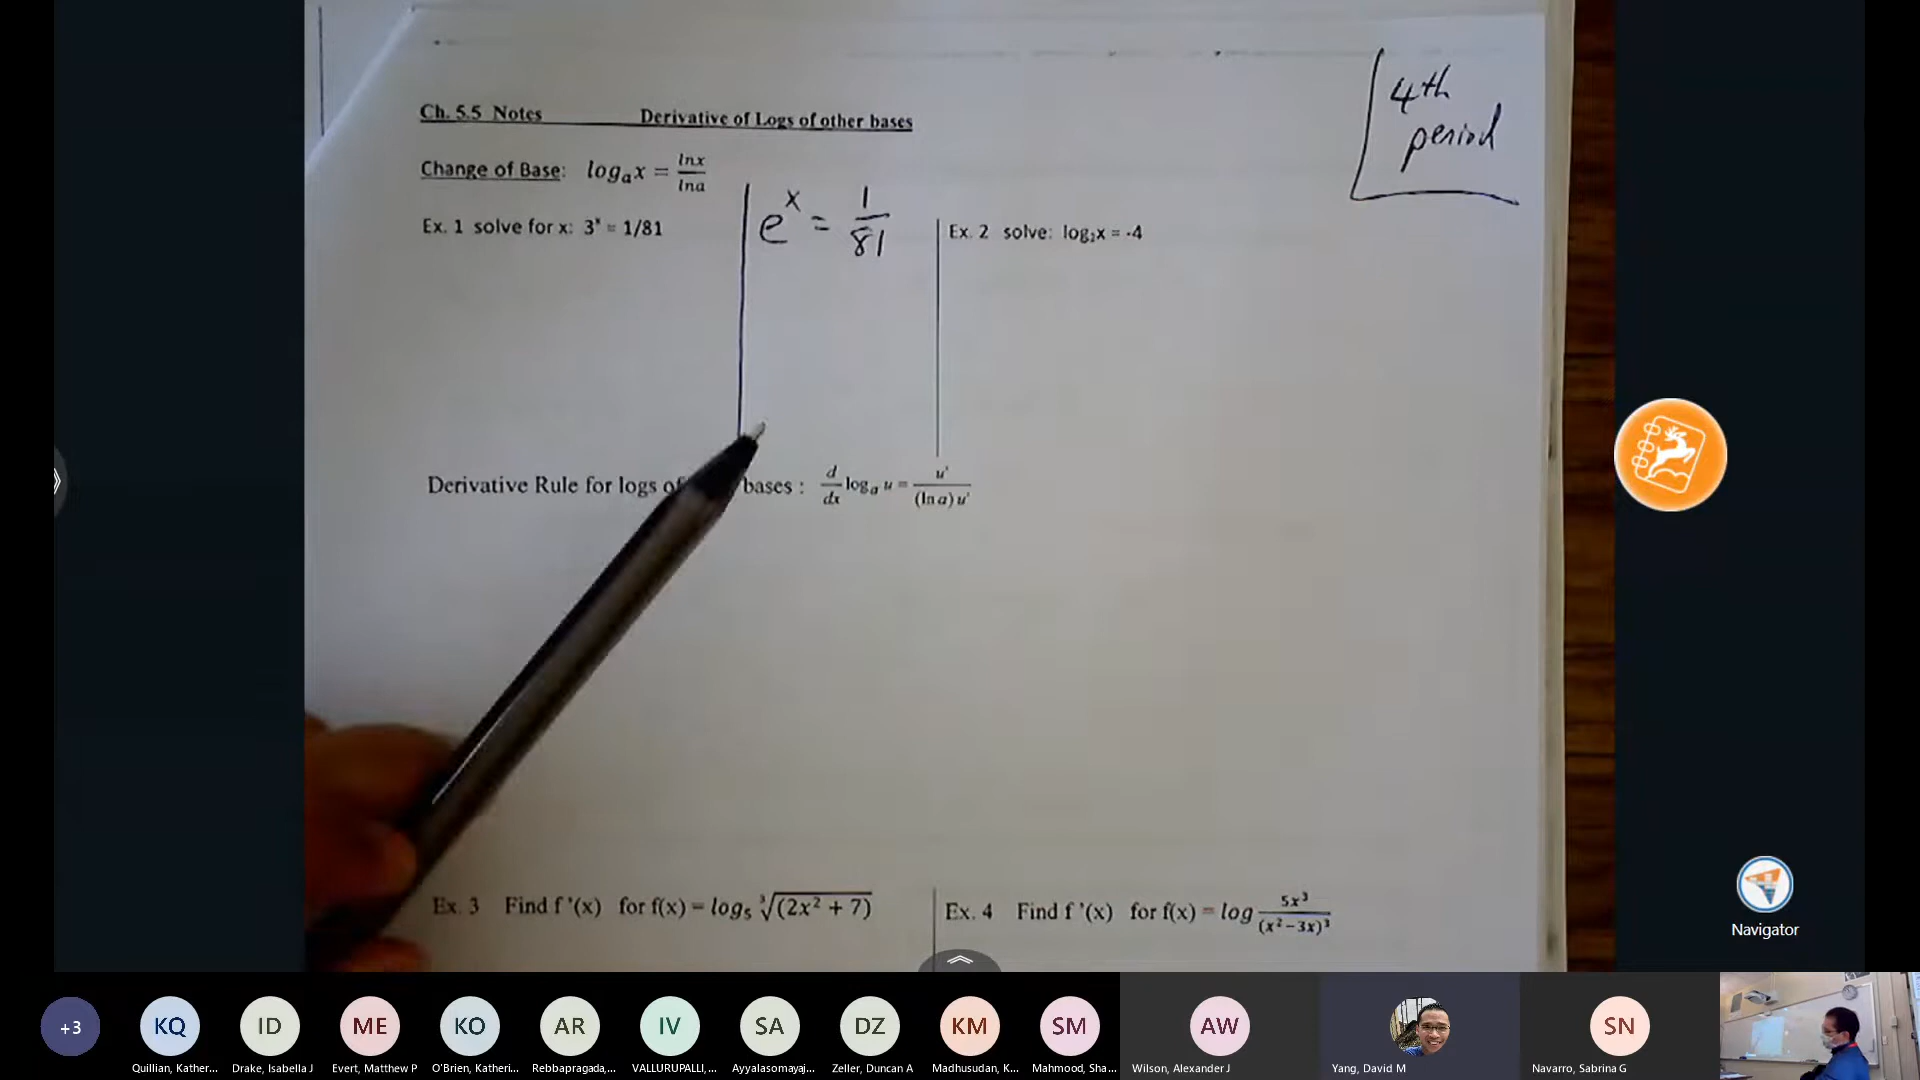 4th
period
Ch. 5.5 Notes Derivative of Logs of other bases
Change of Base: logₐx = lnx/lna
Ex. 1 solve for x: 3ˣ = 1/81
eˣ = 1/81
Ex. 2 solve: log₂x = -4
Derivative Rule for logs of bases : d/dx logₐ u = u'/(ln a) u'
Ex. 3 Find f '(x) for f(x) = log₅ ∛(2x² + 7)
Ex. 4 Find f '(x) for f(x) = log 5x³/(x² − 3x)³
Navigator
+3
KQ
ID
ME
KO
AR
IV
SA
DZ
KM
SM
AW
SN
Quillian, Kather...
Drake, Isabella J
Evert, Matthew P
O'Brien, Katheri...
Rebbapragada,...
VALLURUPALLI,...
Ayyalasomayaj...
Zeller, Duncan A
Madhusudan, K...
Mahmood, Sha...
Wilson, Alexander J
Yang, David M
Navarro, Sabrina G